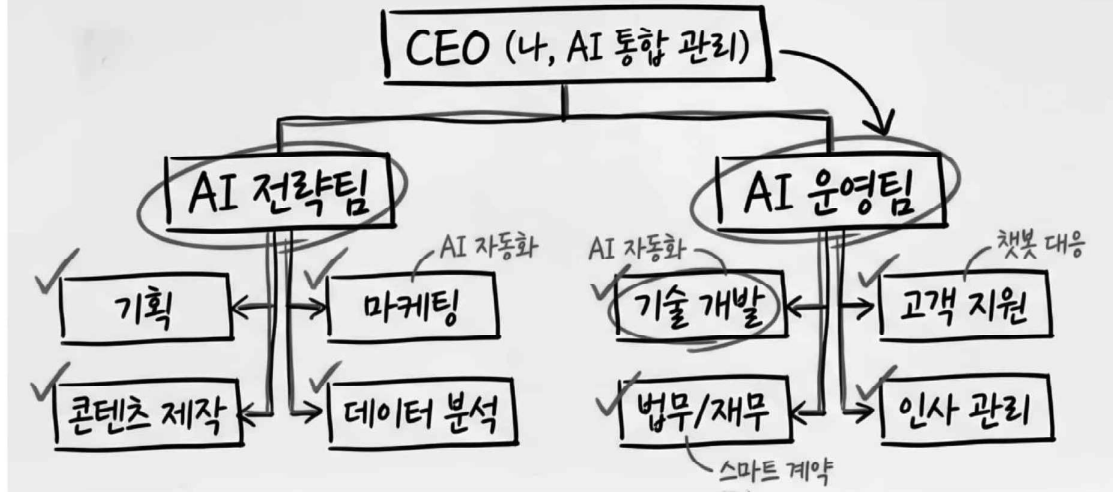 CEO (나, AI 통합 관리)
AI 전략팀
AI 운영팀
AI 자동화
AI 자동화
챗봇 대응
기획
마케팅
기술 개발
고객 지원
콘텐츠 제작
데이터 분석
법무/재무
인사 관리
스마트 계약